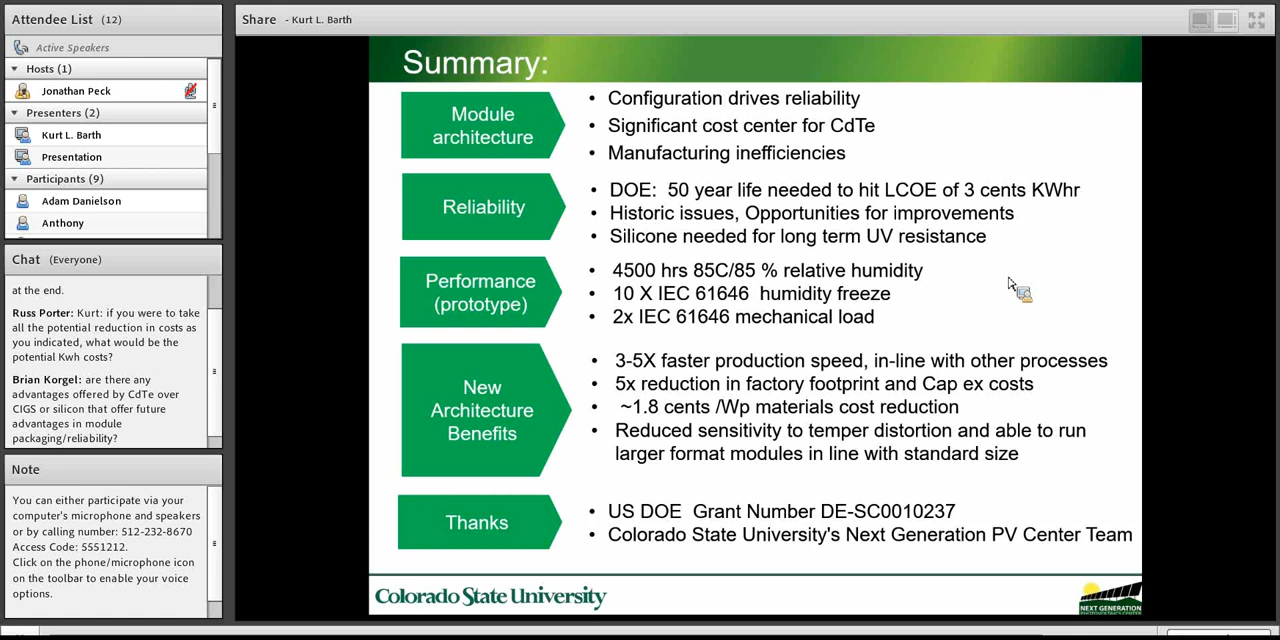 Attendee List (12)
Active Speakers
Hosts (1)
Jonathan Peck
Presenters (2)
Kurt L. Barth
Presentation
Participants (9)
Adam Danielson
Anthony
Chat (Everyone)
at the end.
Russ Porter: Kurt: if you were to take
all the potential reduction in costs as
you indicated, what would be the
potential Kwh costs?
Brian Korgel: are there any
advantages offered by CdTe over
CIGS or silicon that offer future
advantages in module
packaging/reliability?
Note
You can either participate via your
computer's microphone and speakers
or by calling number: 512-232-8670
Access Code: 5551212.
Click on the phone/microphone icon
on the toolbar to enable your voice
options.
Share - Kurt L. Barth
Summary:
Module
architecture
• Configuration drives reliability
• Significant cost center for CdTe
• Manufacturing inefficiencies
Reliability
• DOE: 50 year life needed to hit LCOE of 3 cents KWhr
• Historic issues, Opportunities for improvements
• Silicone needed for long term UV resistance
Performance
(prototype)
• 4500 hrs 85C/85 % relative humidity
• 10 X IEC 61646 humidity freeze
• 2x IEC 61646 mechanical load
New
Architecture
Benefits
• 3-5X faster production speed, in-line with other processes
• 5x reduction in factory footprint and Cap ex costs
• ~1.8 cents /Wp materials cost reduction
• Reduced sensitivity to temper distortion and able to run
larger format modules in line with standard size
Thanks
• US DOE Grant Number DE-SC0010237
• Colorado State University's Next Generation PV Center Team
Colorado State University
NEXT GENERATION